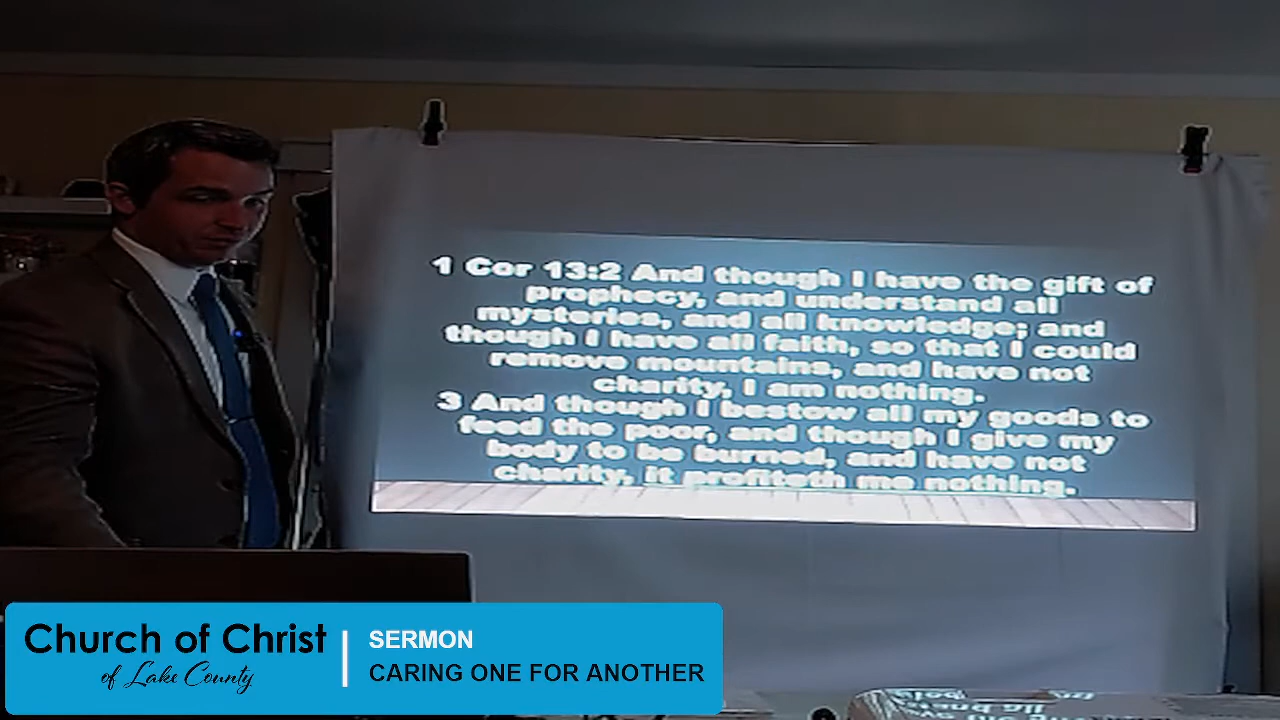 1 Cor 13:2 And though I have the gift of
prophecy, and understand all
mysteries, and all knowledge; and
though I have all faith, so that I could
remove mountains, and have not
charity, I am nothing.
3 And though I bestow all my goods to
feed the poor, and though I give my
body to be burned, and have not
charity, it profiteth me nothing.
Church of Christ
of Lake County
SERMON
CARING ONE FOR ANOTHER